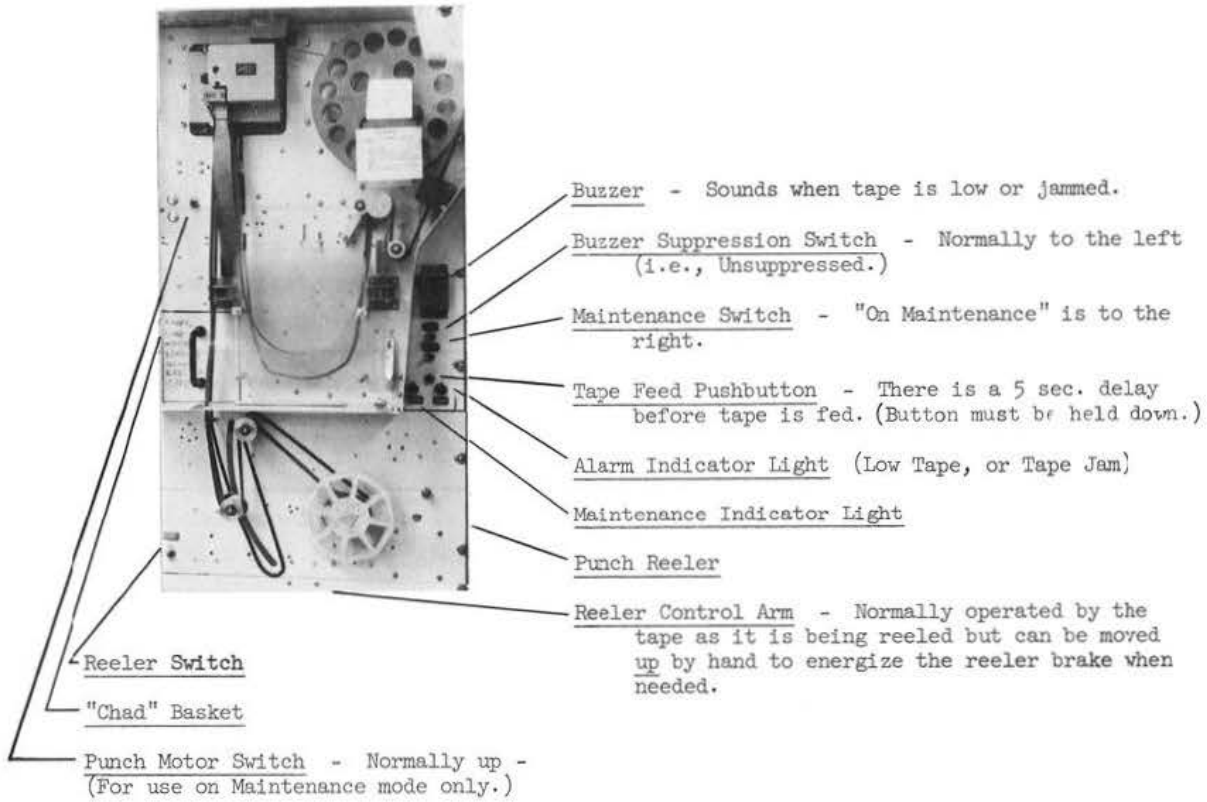 Buzzer - Sounds when tape is low or jammed.
Buzzer Suppression Switch - Normally to the left
(i.e., Unsuppressed.)
Maintenance Switch - "On Maintenance" is to the
right.
Tape Feed Pushbutton - There is a 5 sec. delay
before tape is fed. (Button must be held down.)
Alarm Indicator Light (Low Tape, or Tape Jam)
Maintenance Indicator Light
Punch Reeler
Reeler Control Arm - Normally operated by the
tape as it is being reeled but can be moved
up by hand to energize the reeler brake when
needed.
Reeler Switch
"Chad" Basket
Punch Motor Switch - Normally up -
(For use on Maintenance mode only.)